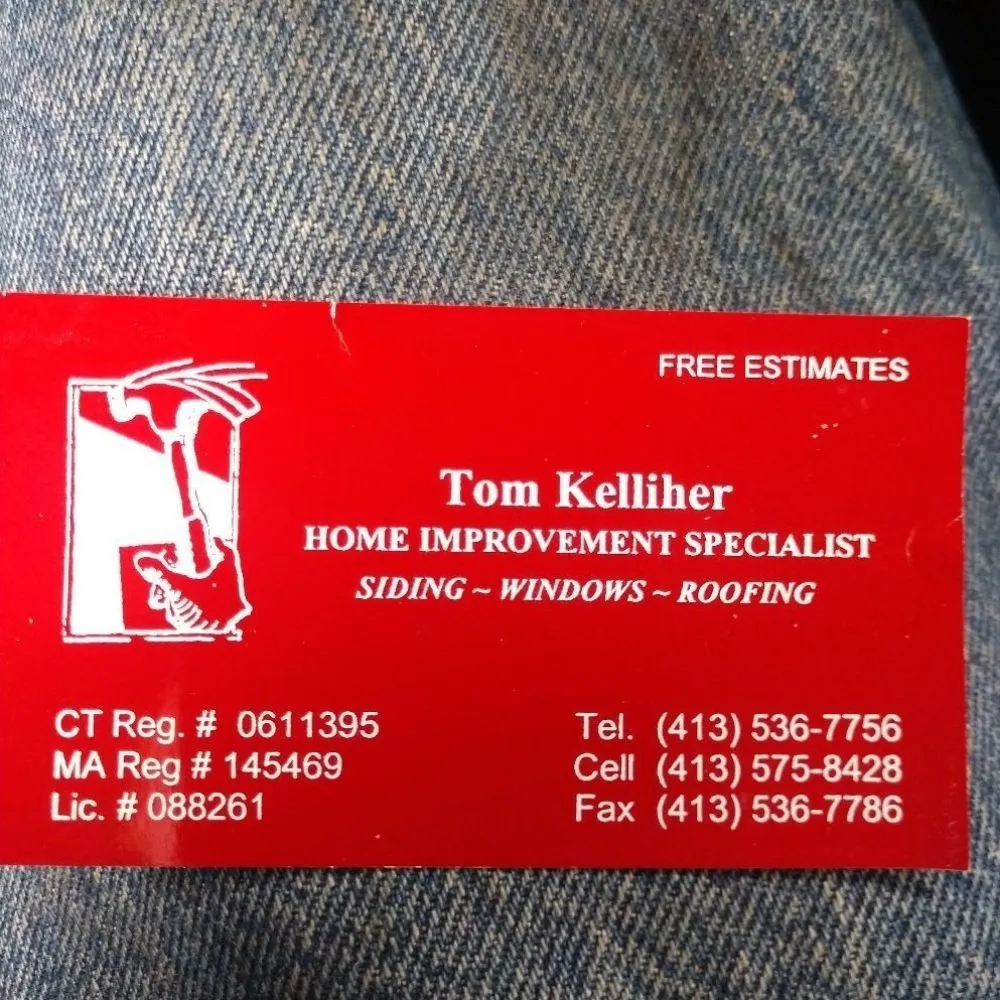 FREE ESTIMATES
Tom Kelliher
HOME IMPROVEMENT SPECIALIST
SIDING ~ WINDOWS ~ ROOFING
CT Reg. # 0611395
MA Reg # 145469
Lic. # 088261
Tel. (413) 536-7756
Cell (413) 575-8428
Fax (413) 536-7786